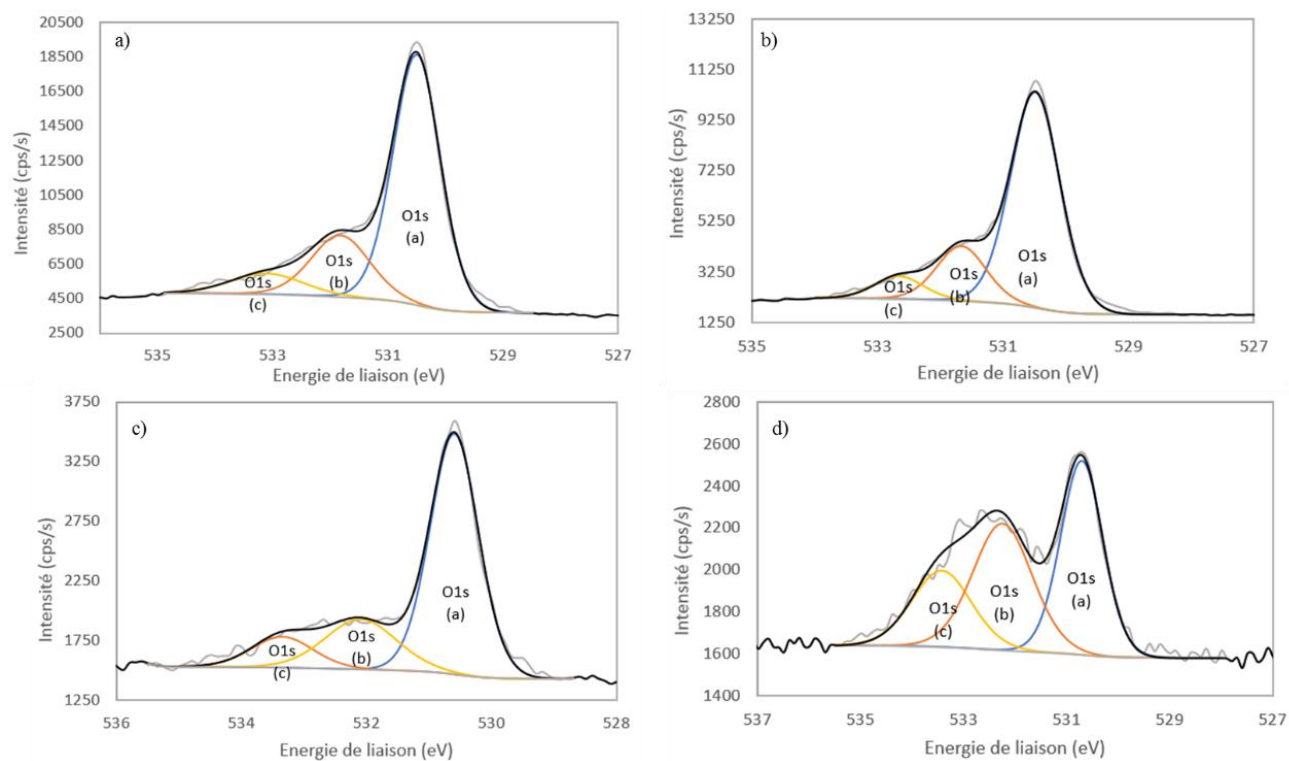 a)
20500
18500
16500
14500
12500
10500
8500
6500
4500
2500
Intensité (cps/s)
O1s
(a)
O1s
(b)
O1s
(c)
535
533
531
529
527
Energie de liaison (eV)
b)
13250
11250
9250
7250
5250
3250
1250
Intensité (cps/s)
O1s
(a)
O1s
(b)
O1s
(c)
535
533
531
529
527
Energie de liaison (eV)
c)
3750
3250
2750
2250
1750
1250
Intensité (cps/s)
O1s
(a)
O1s
(b)
O1s
(c)
536
534
532
530
528
Energie de liaison (eV)
d)
2800
2600
2400
2200
2000
1800
1600
1400
Intensité (cps/s)
O1s
(a)
O1s
(b)
O1s
(c)
537
535
533
531
529
527
Energie de liaison (eV)